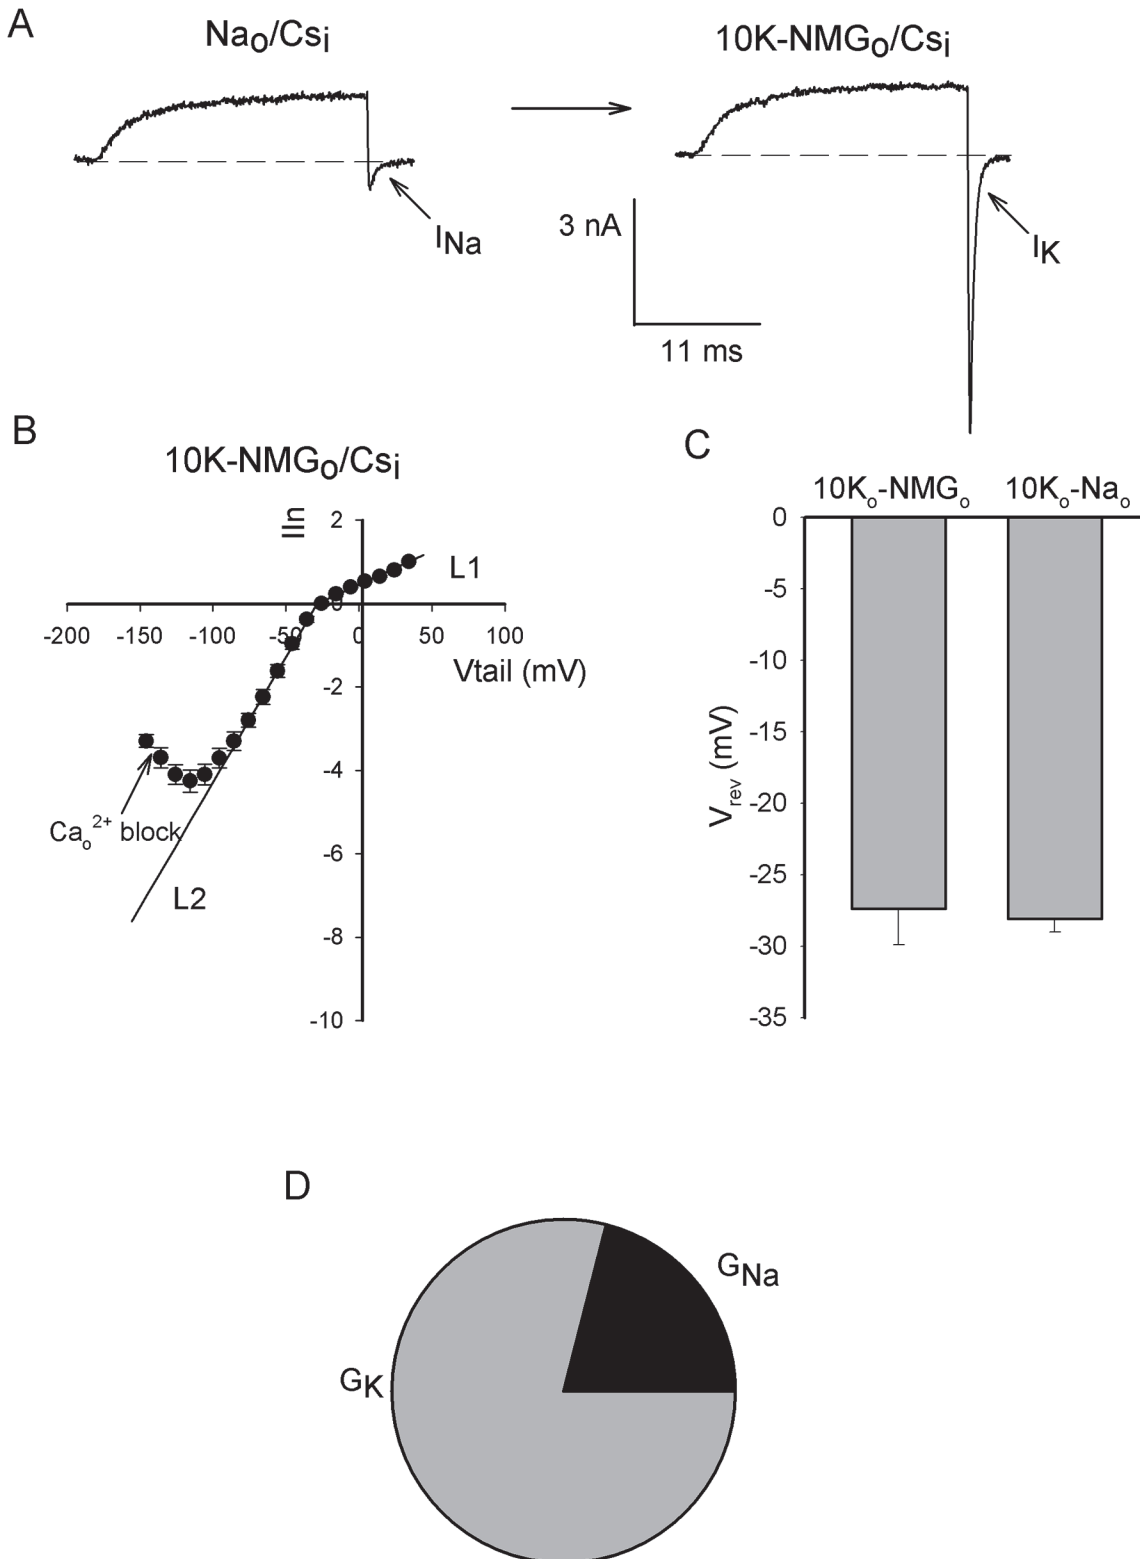 A
Nao/Csi
10K-NMGo/Csi
INa
3 nA
11 ms
IK
B
10K-NMGo/Csi
IIn
2
0
-2
-4
-6
-8
-10
-200 -150 -100 -50 0 50 100
Vtail (mV)
L1
L2
Cao2+ block
C
10Ko-NMGo 10Ko-Nao
0
-5
-10
-15
-20
-25
-30
-35
Vrev (mV)
D
GNa
GK